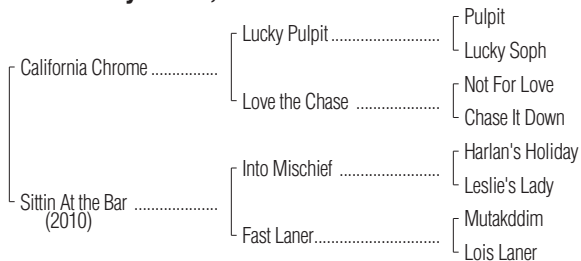 Pulpit
Lucky Pulpit
Lucky Soph
California Chrome
Not For Love
Love the Chase
Chase It Down
Harlan's Holiday
Into Mischief
Leslie's Lady
Sittin At the Bar
(2010)
Mutakddim
Fast Laner
Lois Laner